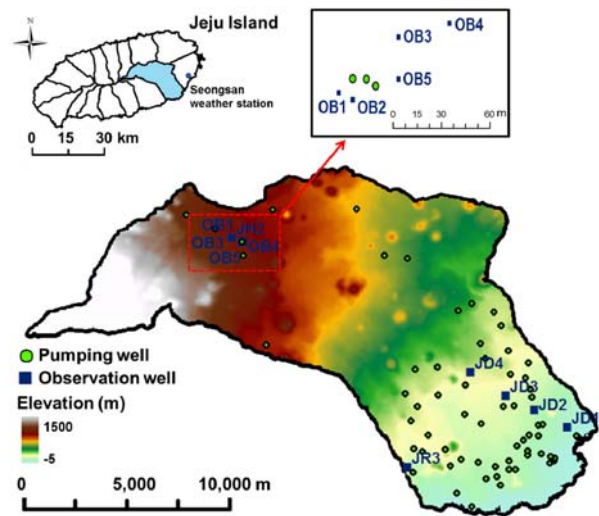 N
Jeju Island
Seongsan
weather station
0 15 30 km
OB4
OB3
OB5
OB1 OB2
0 15 30 60 m
OB1 JH2
OB3 OB4
OB5
Pumping well
Observation well
Elevation (m)
1500
-5
0 5,000 10,000 m
JD4
JD3
JD2
JD1
JR3